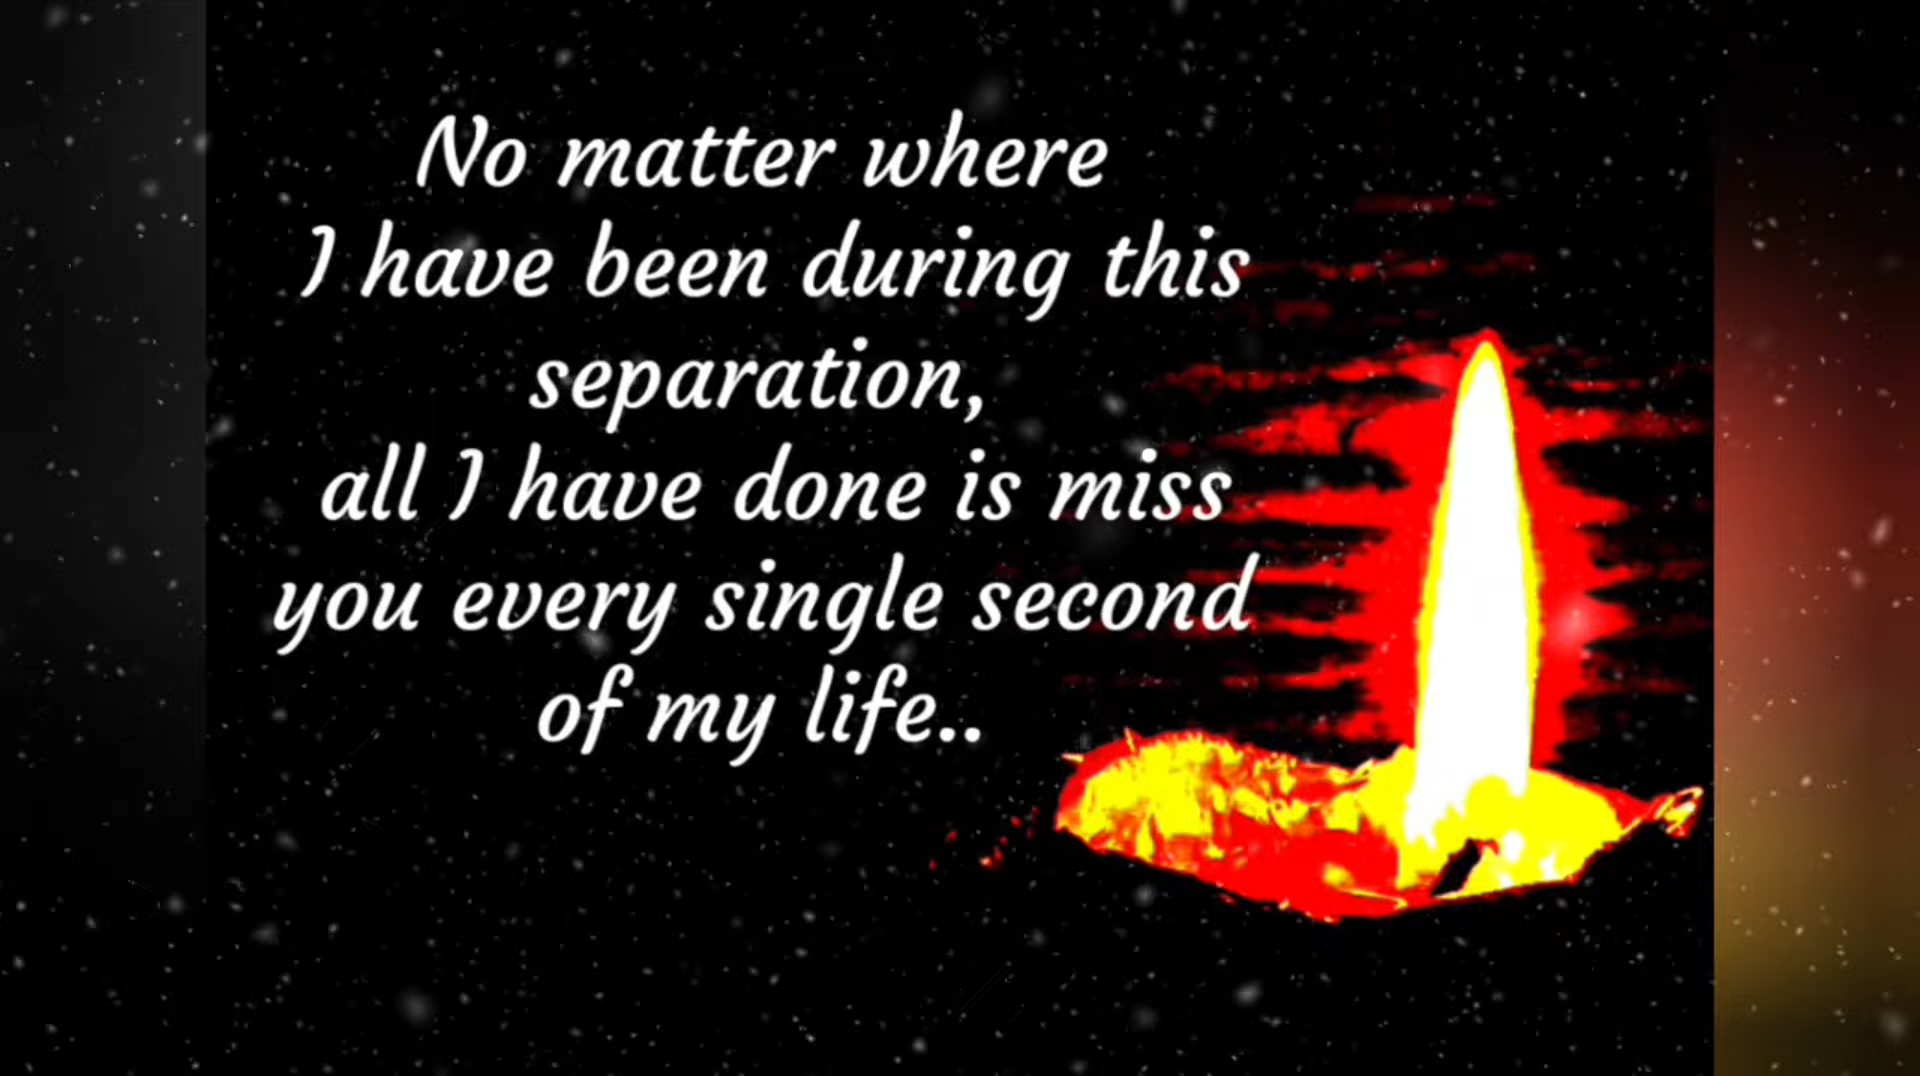 No matter where
I have been during this
separation,
all I have done is miss
you every single second
of my life..